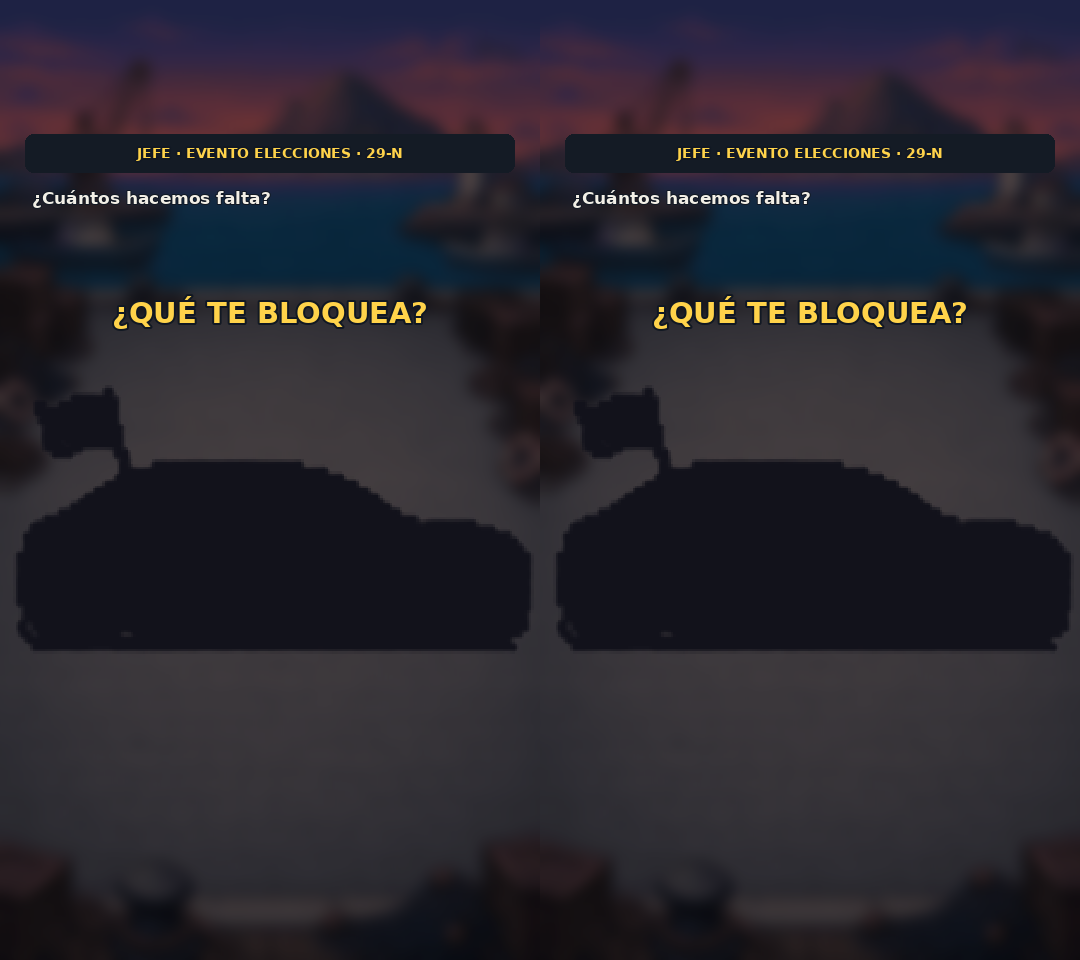 JEFE · EVENTO ELECCIONES · 29-N
¿Cuántos hacemos falta?
¿QUÉ TE BLOQUEA?
JEFE · EVENTO ELECCIONES · 29-N
¿Cuántos hacemos falta?
¿QUÉ TE BLOQUEA?